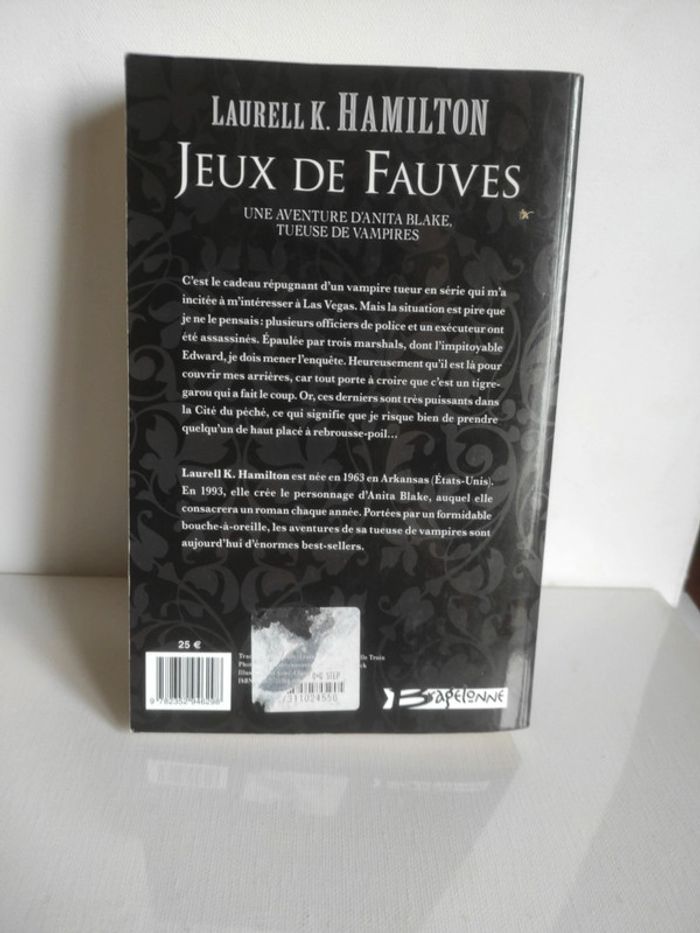 LAURELL K. HAMILTON
JEUX DE FAUVES
UNE AVENTURE D'ANITA BLAKE,
TUEUSE DE VAMPIRES
C'est le cadeau répugnant d'un vampire tueur en série qui m'a
incitée à m'intéresser à Las Vegas. Mais la situation est pire que
je ne le pensais : plusieurs officiers de police et un exécuteur ont
été assassinés. Épaulée par trois marshals, dont l'impitoyable
Edward, je dois mener l'enquête. Heureusement qu'il est là pour
couvrir mes arrières, car tout porte à croire que c'est un tigre-
garou qui a fait le coup. Or, ces derniers sont très puissants dans
la Cité du péché, ce qui signifie que je risque bien de prendre
quelqu'un de haut placé à rebrousse-poil...
Laurell K. Hamilton est née en 1963 en Arkansas (États-Unis).
En 1993, elle crée le personnage d'Anita Blake, auquel elle
consacrera un roman chaque année. Portées par un formidable
bouche-à-oreille, les aventures de sa tueuse de vampires sont
aujourd'hui d'énormes best-sellers.
25 €
Troin
STEP
9 782352 946298
311024550
BRAGELONNE